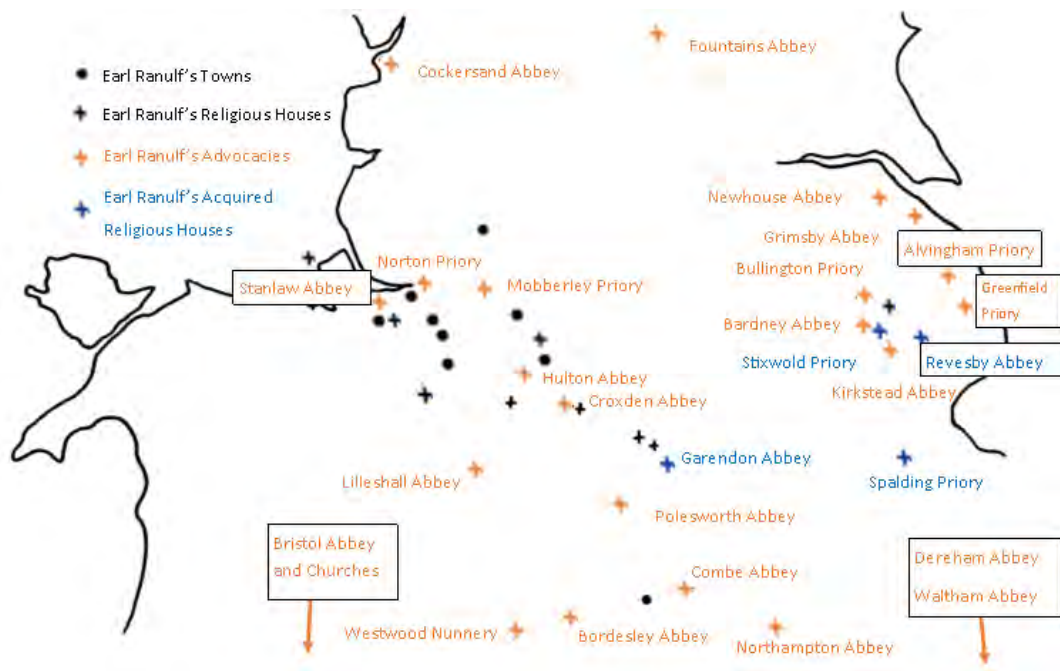 Fountains Abbey
Cockersand Abbey
Earl Ranulf's Towns
Earl Ranulf's Religious Houses
Earl Ranulf's Advocacies
Earl Ranulf's Acquired
Religious Houses
Newhouse Abbey
Grimsby Abbey
Alvingham Priory
Norton Priory
Bullington Priory
Stanlaw Abbey
Mobberley Priory
Greenfield
Priory
Bardney Abbey
Stixwold Priory
Revesby Abbey
Hulton Abbey
Kirkstead Abbey
Croxden Abbey
Garendon Abbey
Lilleshall Abbey
Spalding Priory
Polesworth Abbey
Bristol Abbey
and Churches
Dereham Abbey
Waltham Abbey
Combe Abbey
Westwood Nunnery
Bordesley Abbey
Northampton Abbey